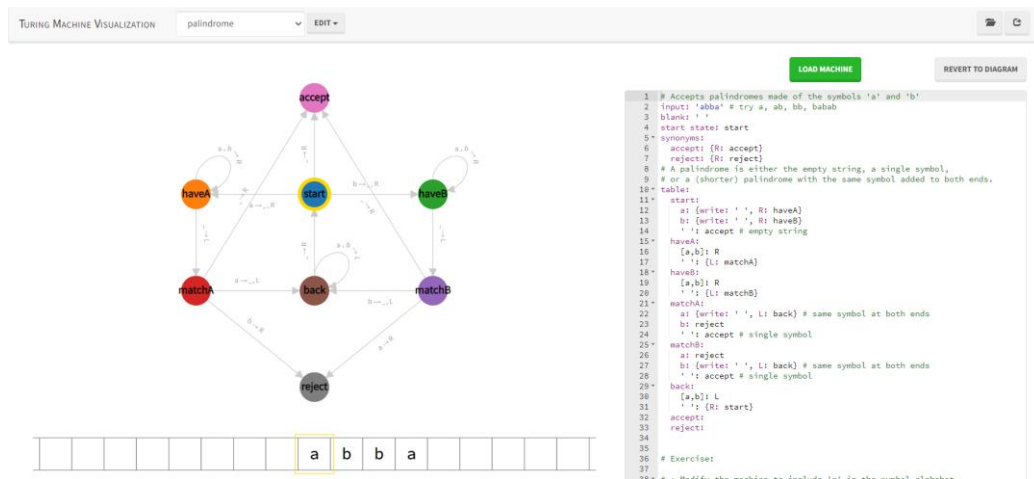 TURING MACHINE VISUALIZATION
palindrome
EDIT
LOAD MACHINE
REVERT TO DIAGRAM
accept
a,b→R
a,b→R
haveA
start
haveB
b→_,R
a→_,R
matchA
a→_,L
back
a,b→L
matchB
b→_,L
b→R
a→R
reject
a b b a
1 # Accepts palindromes made of the symbols 'a' and 'b'
2 input: 'abba' # try a, ab, bb, babab
3 blank: ' '
4 start state: start
5 synonyms:
6 accept: {R: accept}
7 reject: {R: reject}
8 # A palindrome is either the empty string, a single symbol,
9 # or a (shorter) palindrome with the same symbol added to both ends.
10 table:
11 start:
12 a: {write: ' ', R: haveA}
13 b: {write: ' ', R: haveB}
14 ' ': accept # empty string
15 haveA:
16 [a,b]: R
17 ' ': {L: matchA}
18 haveB:
19 [a,b]: R
20 ' ': {L: matchB}
21 matchA:
22 a: {write: ' ', L: back} # same symbol at both ends
23 b: reject
24 ' ': accept # single symbol
25 matchB:
26 a: reject
27 b: {write: ' ', L: back} # same symbol at both ends
28 ' ': accept # single symbol
29 back:
30 [a,b]: L
31 ' ': {R: start}
32 accept:
33 reject:
34
35
36 # Exercise:
37